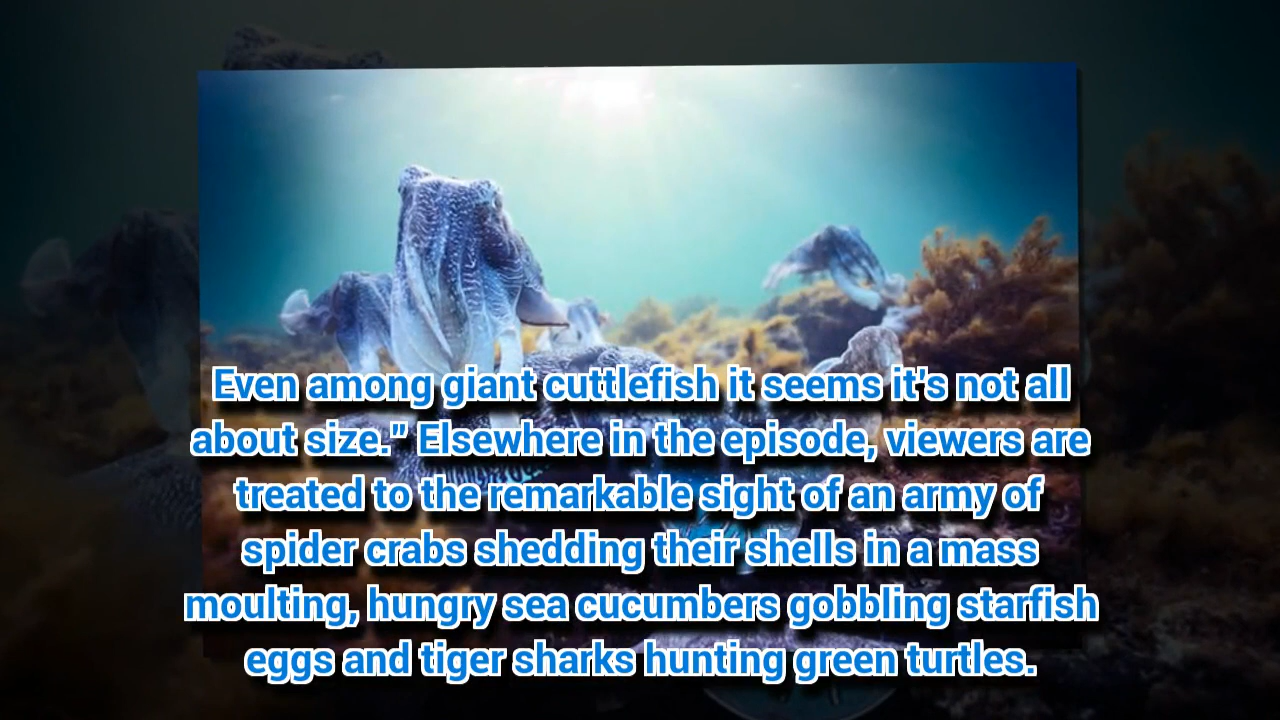 Even among giant cuttlefish it seems it’s not all
about size.” Elsewhere in the episode, viewers are
treated to the remarkable sight of an army of
spider crabs shedding their shells in a mass
moulting, hungry sea cucumbers gobbling starfish
eggs and tiger sharks hunting green turtles.